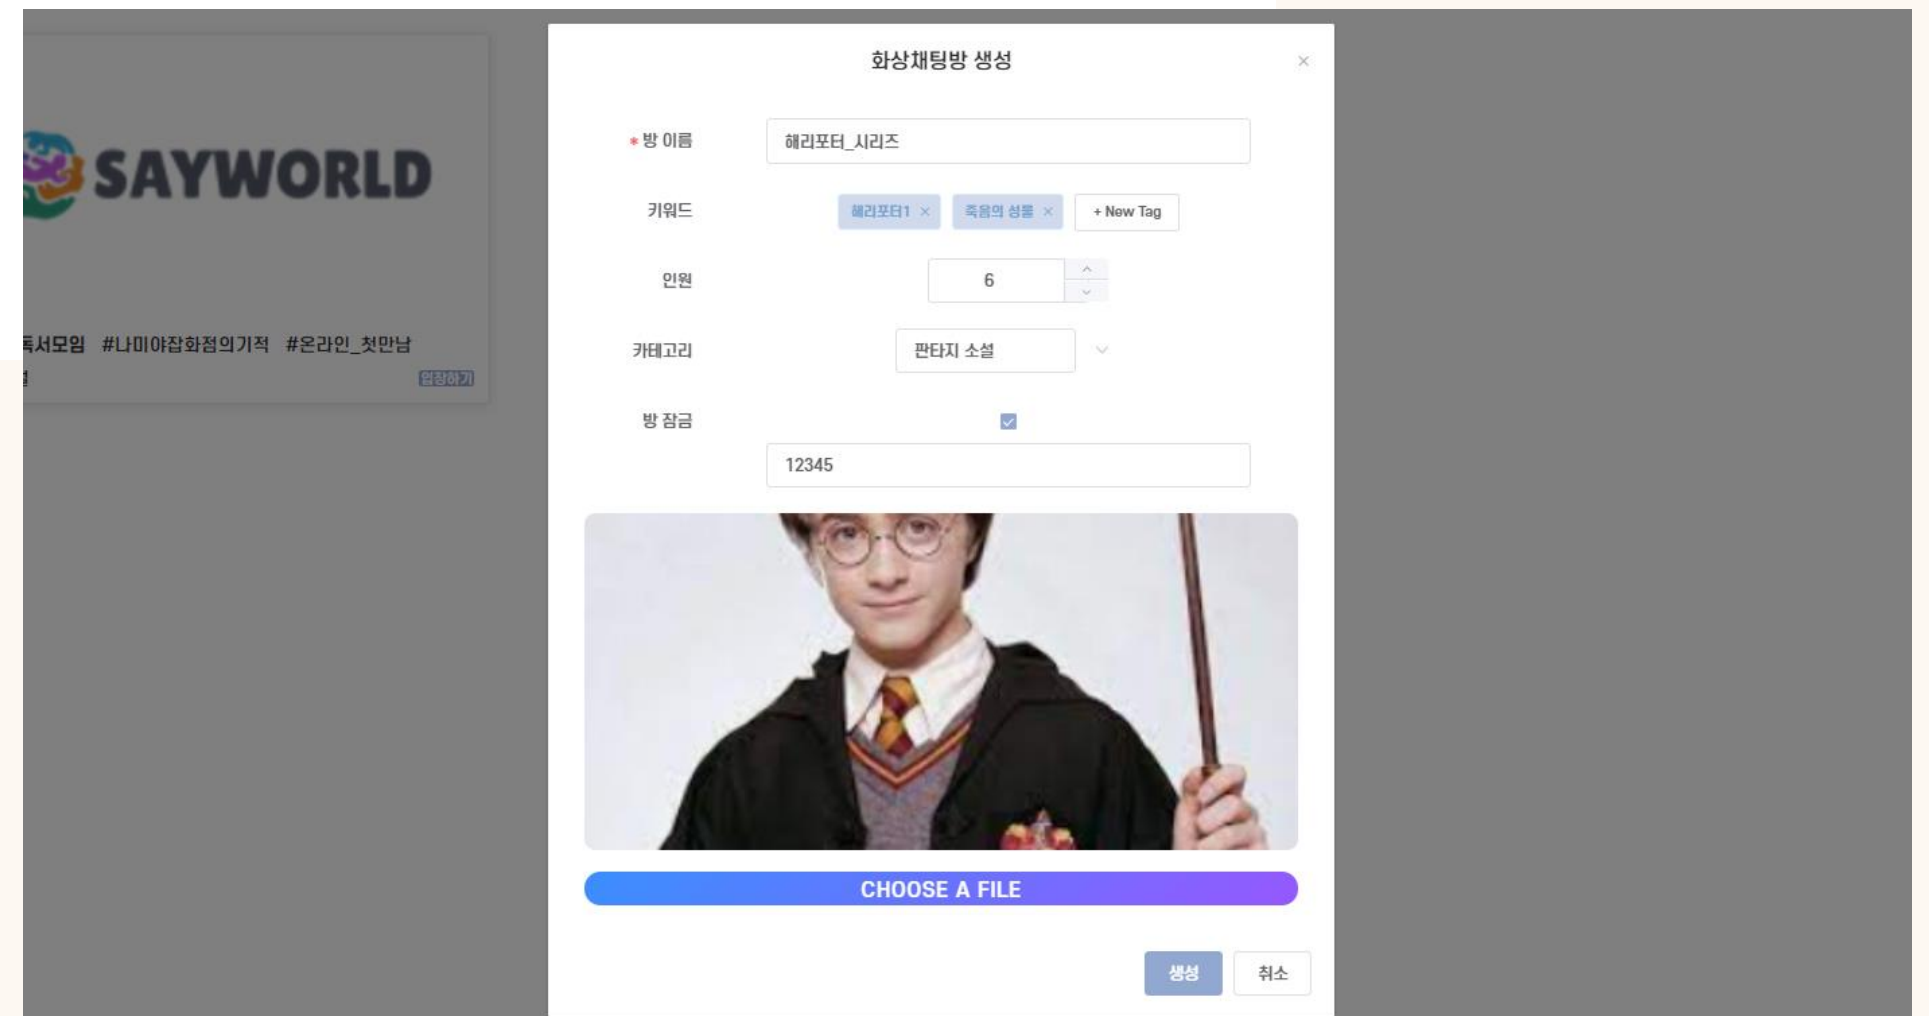 화상채팅방 생성
×
* 방 이름
해리포터_시리즈
키워드
해리포터1 ×
죽음의 성물 ×
+ New Tag
인원
6
카테고리
판타지 소설
방 잠금
12345
CHOOSE A FILE
생성
취소
SAYWORLD
독서모임 #나미야잡화점의기적 #온라인_첫만남
입장하기